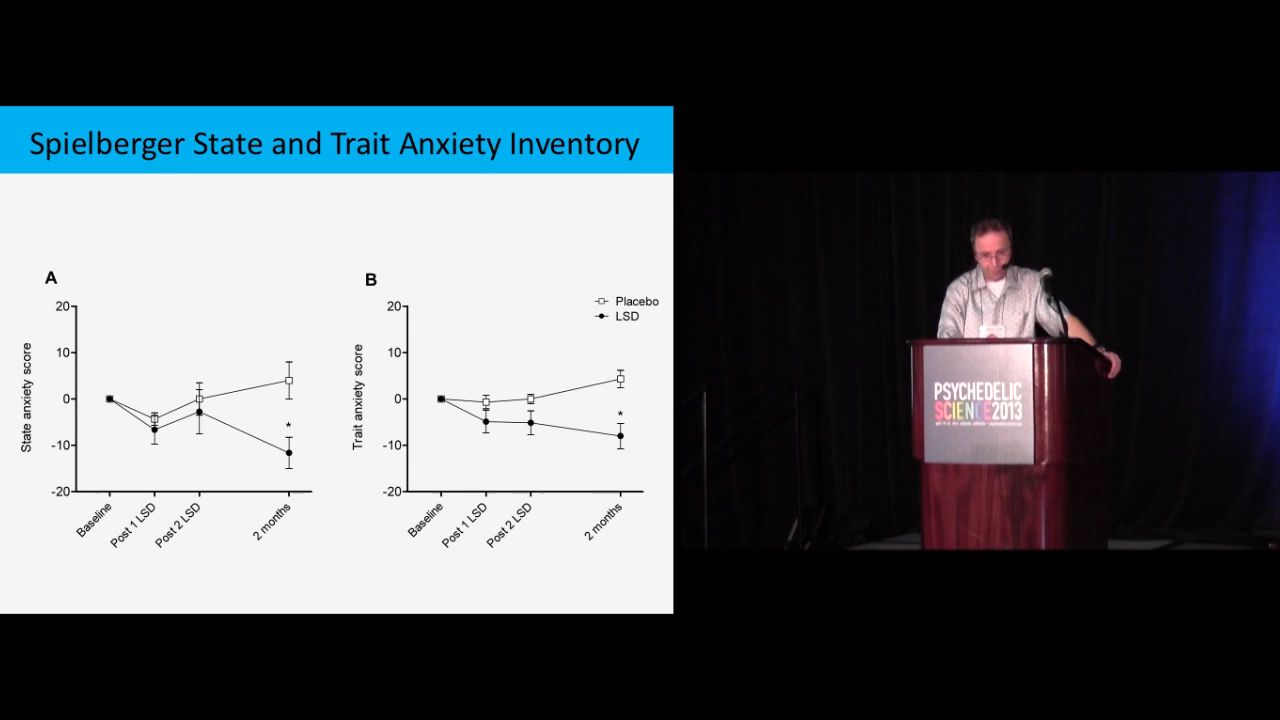 Spielberger State and Trait Anxiety Inventory
A
20
10
0
-10
-20
State anxiety score
*
Baseline
Post 1 LSD
Post 2 LSD
2 months
B
20
10
0
-10
-20
Trait anxiety score
Placebo
LSD
*
Baseline
Post 1 LSD
Post 2 LSD
2 months
PSYCHEDELIC
SCIENCE2013